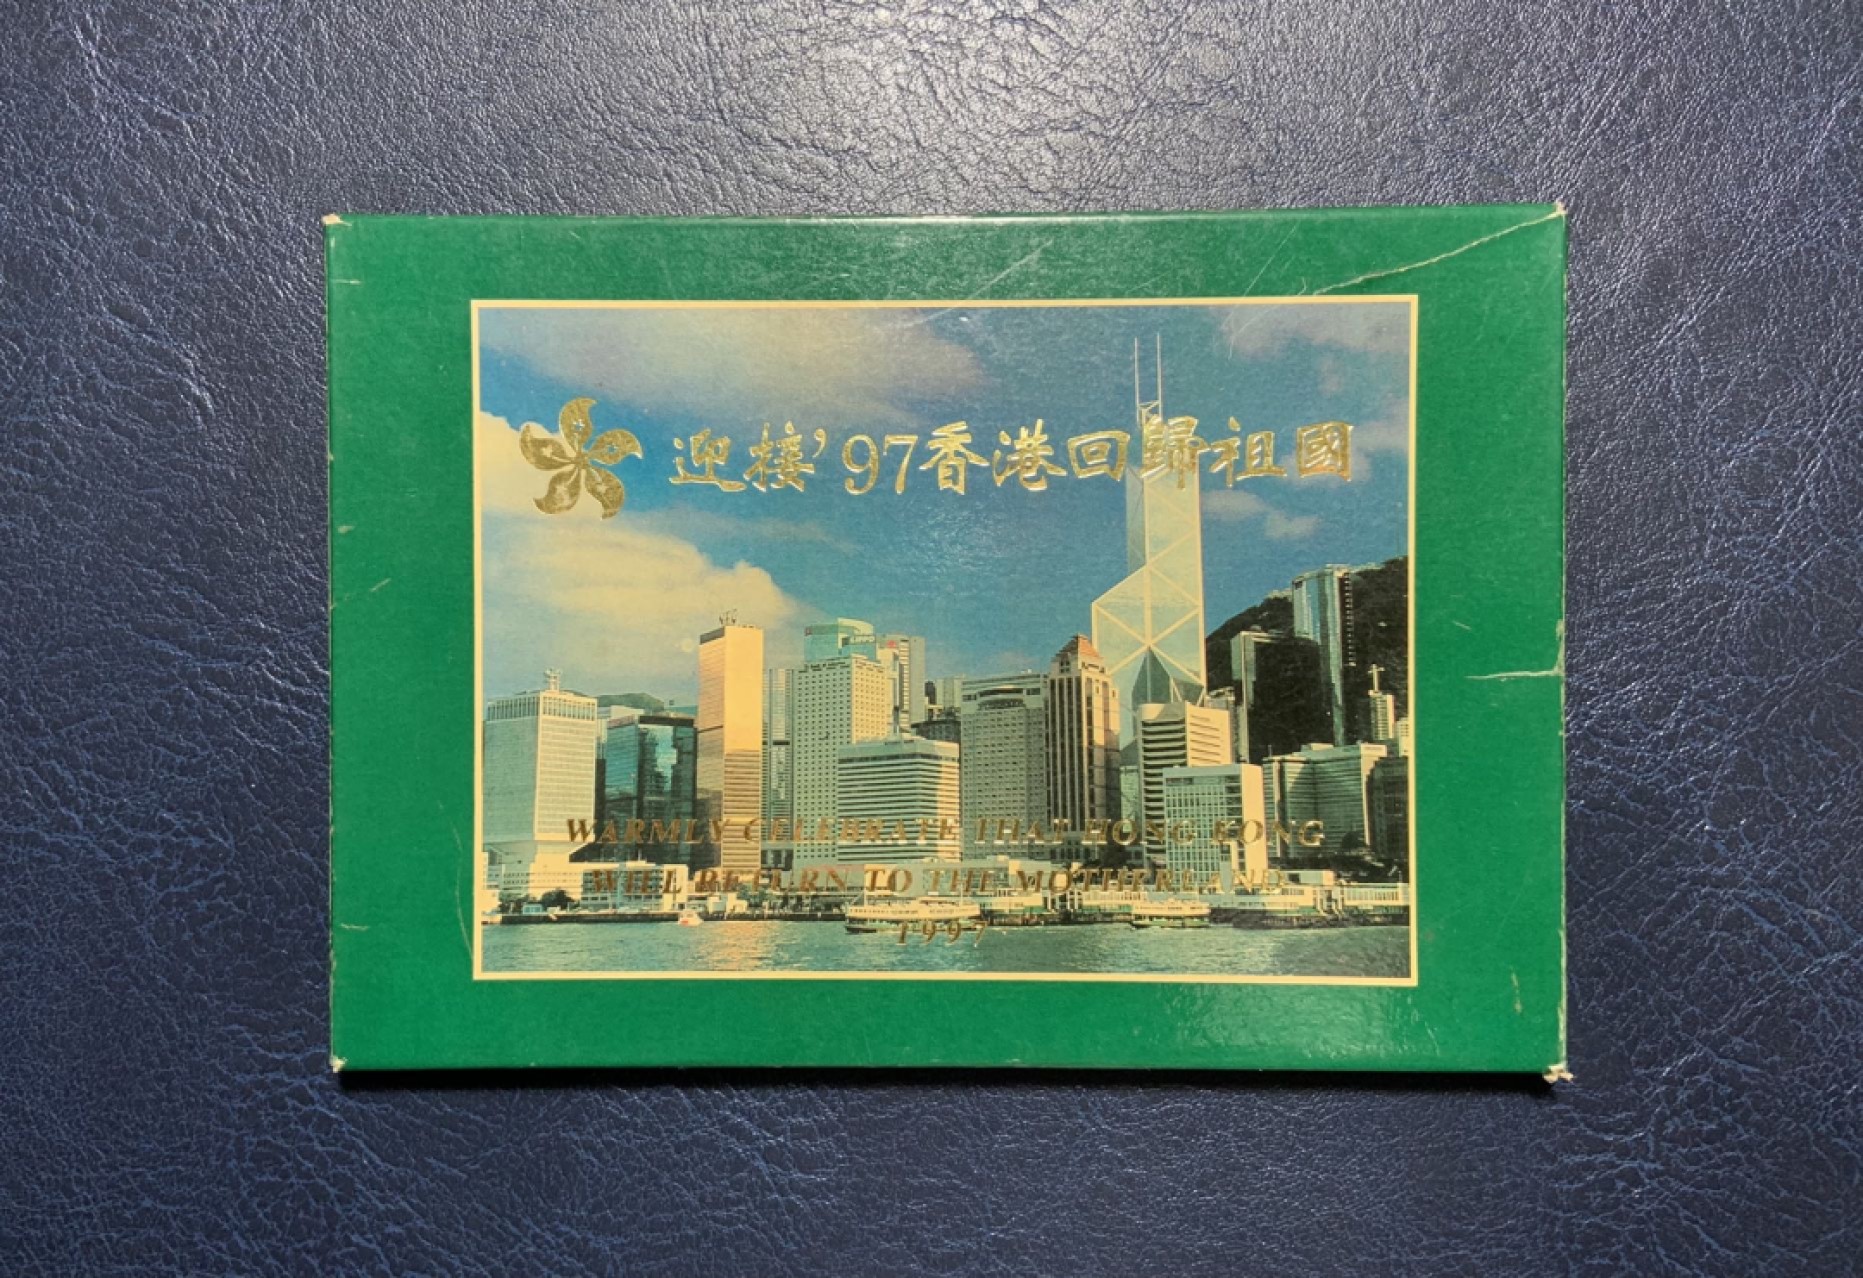 迎接'97香港回歸祖國
LIPPO
WARMLY CELEBRATE THAT HONG KONG
WILL RETURN TO THE MOTHERLAND
1997